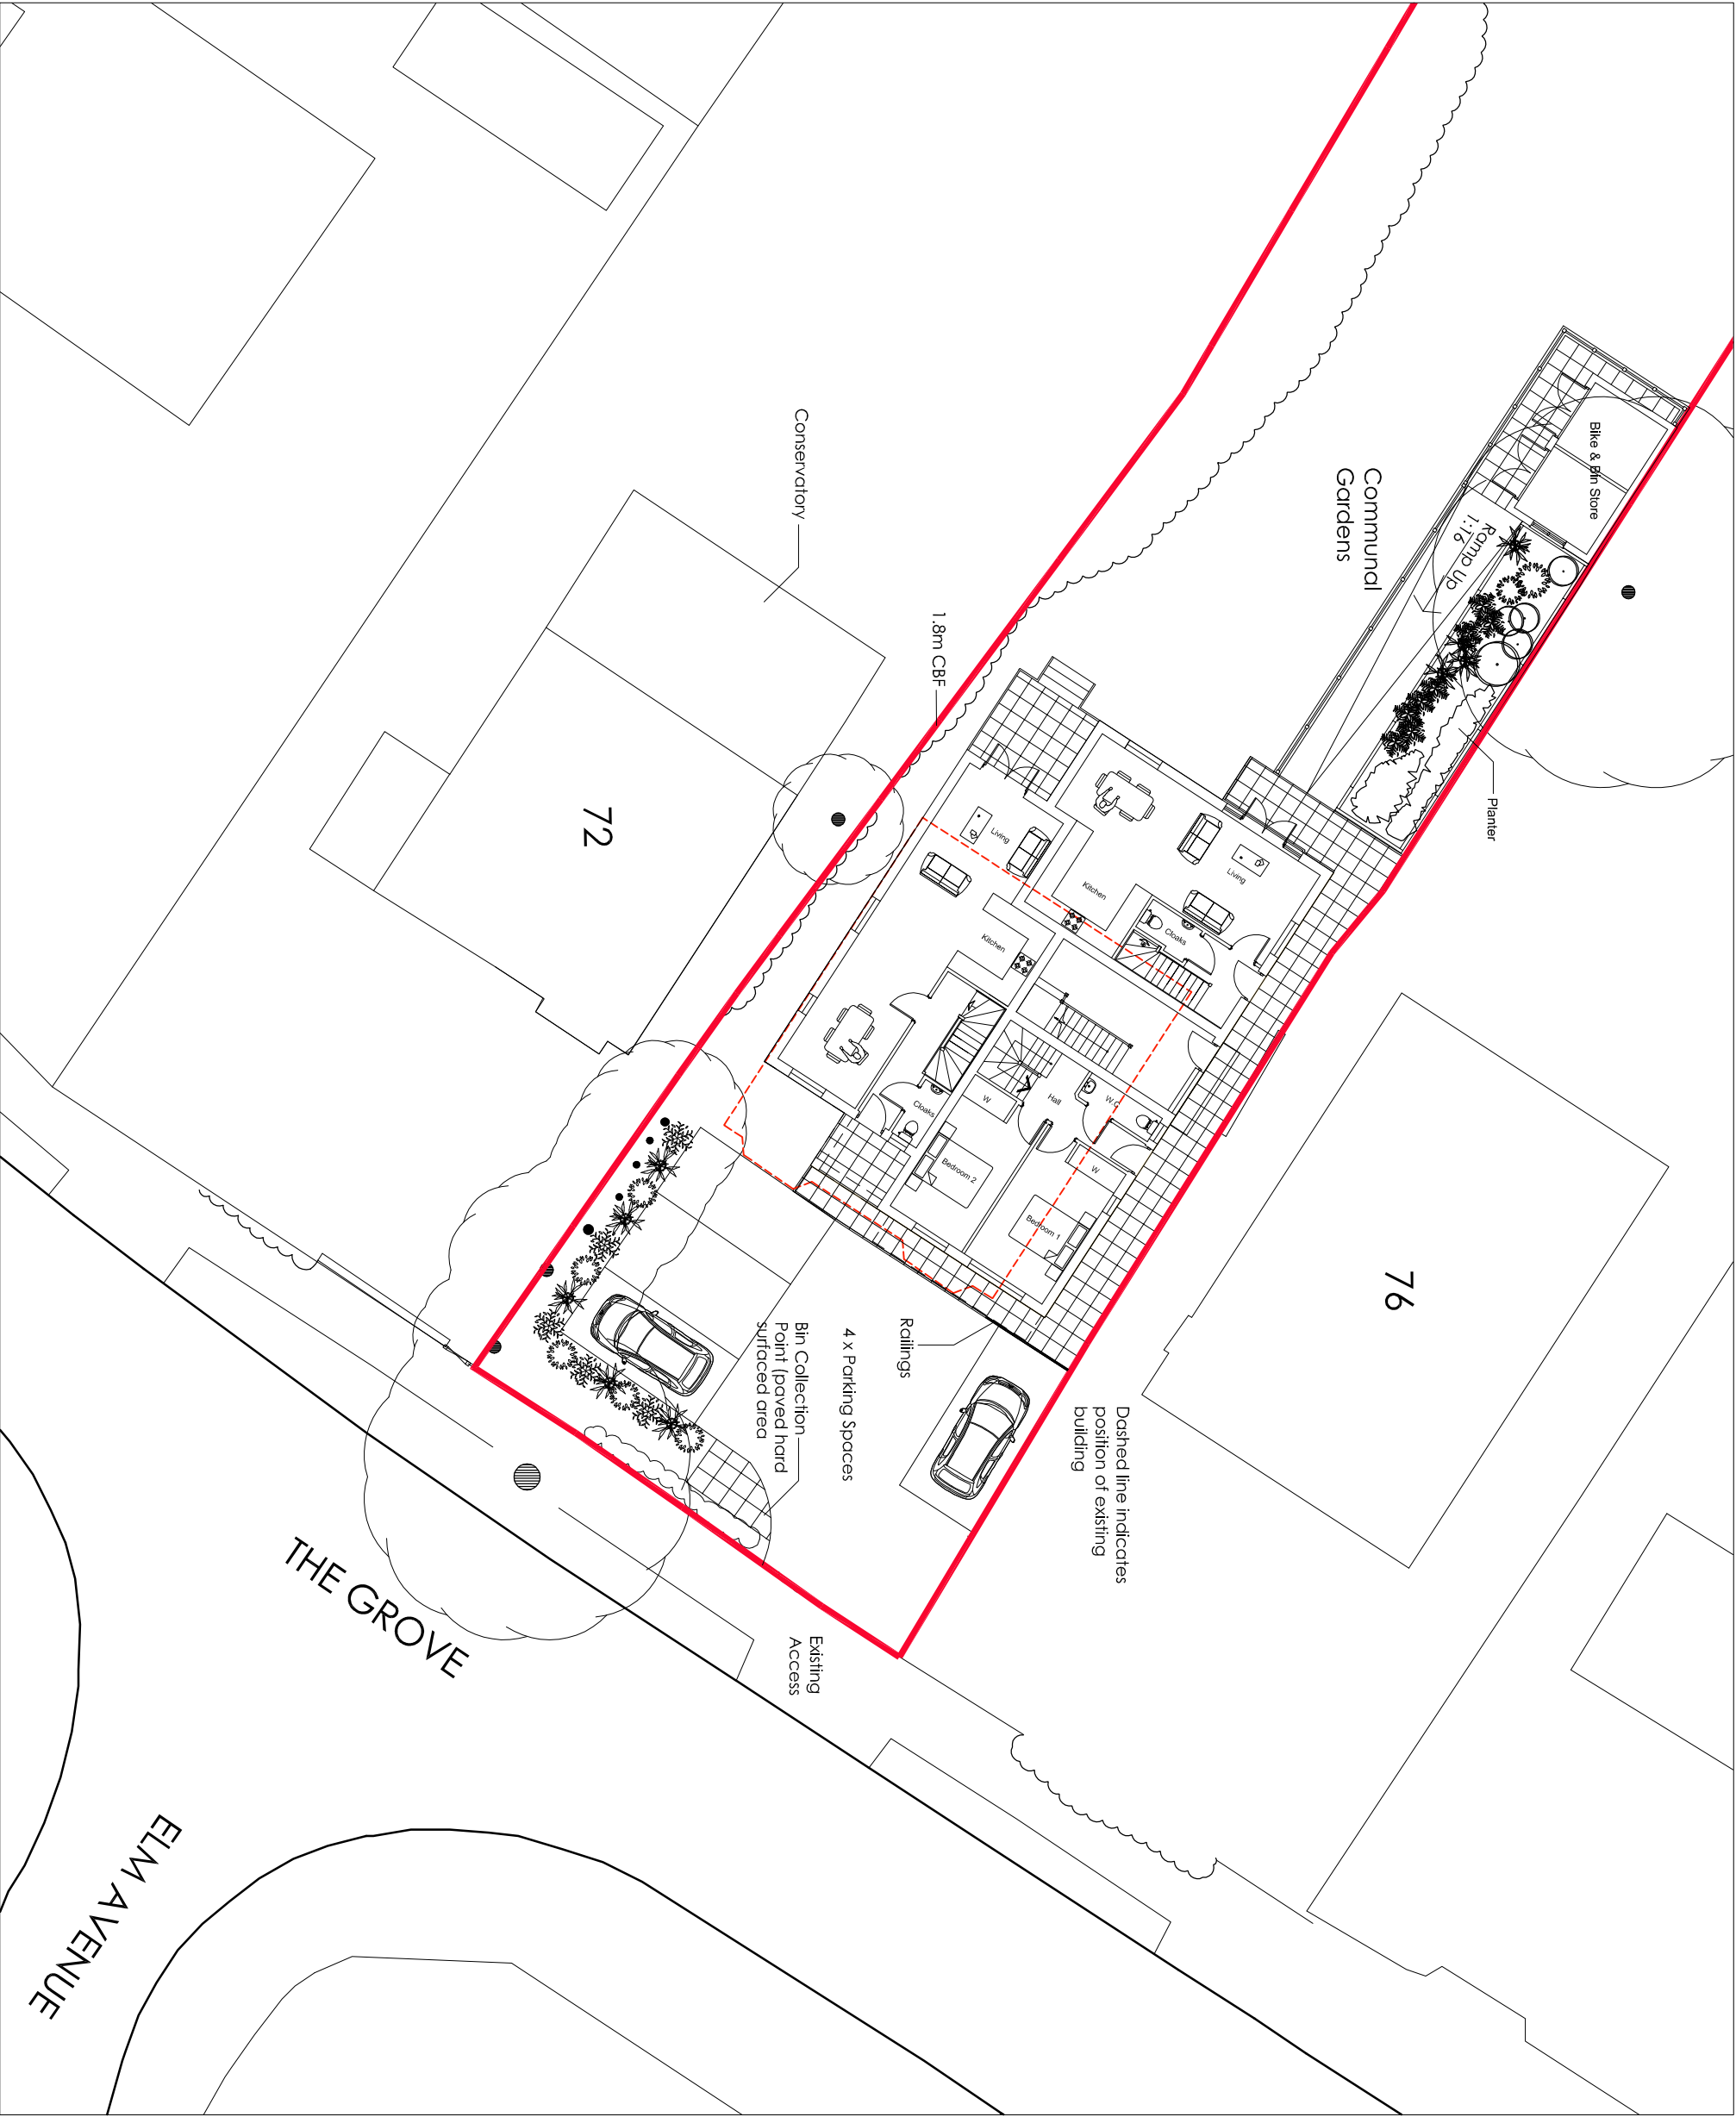 Bike & Bin Store
Communal
Gardens
Ramp Up
1:16
Planter
Conservatory
1.8m CBF
72
76
Living
Kitchen
Cloaks
Living
Kitchen
Cloaks
W.C
Hall
W
W
Bedroom 2
Bedroom 1
Railings
4 x Parking Spaces
Bin Collection
Point (paved hard
surfaced area
Dashed line indicates
position of existing
building
Existing
Access
THE GROVE
ELM AVENUE